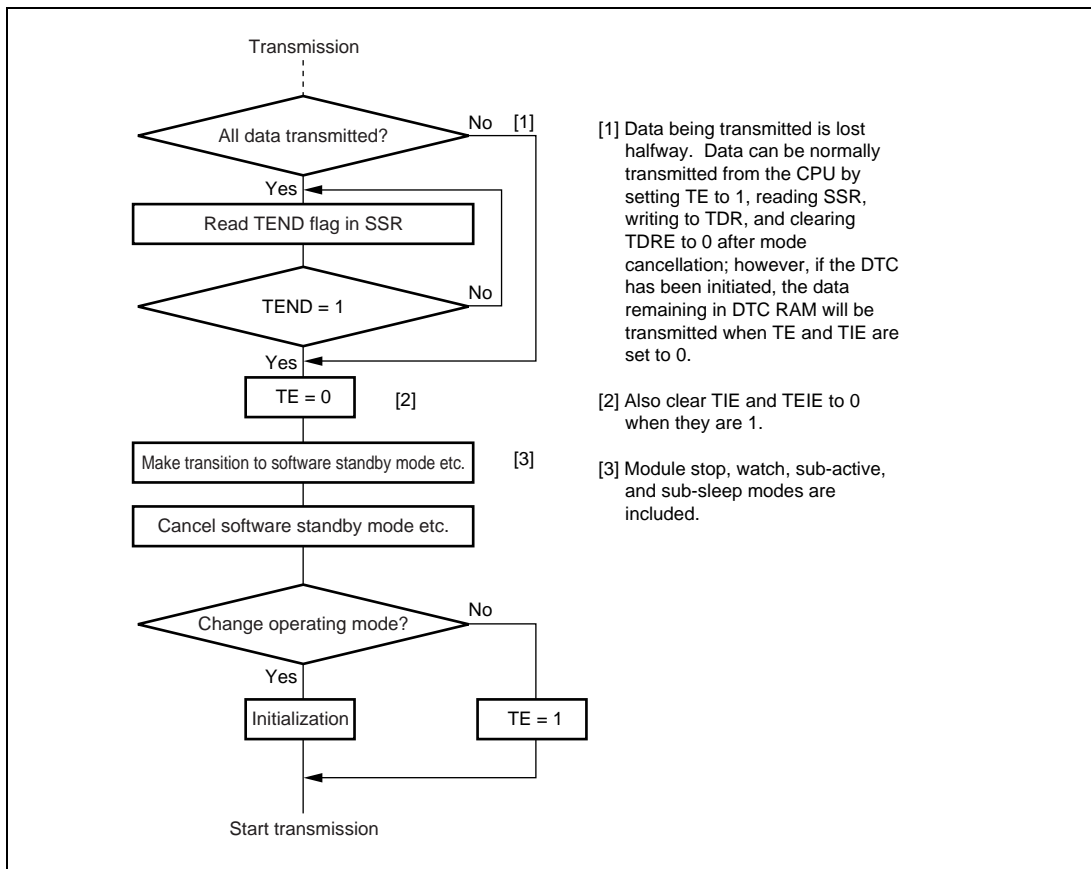 Transmission
All data transmitted?
No [1]
Yes
Read TEND flag in SSR
TEND = 1
No
Yes
TE = 0 [2]
Make transition to software standby mode etc. [3]
Cancel software standby mode etc.
Change operating mode?
No
Yes
Initialization
TE = 1
Start transmission
[1] Data being transmitted is lost
halfway. Data can be normally
transmitted from the CPU by
setting TE to 1, reading SSR,
writing to TDR, and clearing
TDRE to 0 after mode
cancellation; however, if the DTC
has been initiated, the data
remaining in DTC RAM will be
transmitted when TE and TIE are
set to 0.
[2] Also clear TIE and TEIE to 0
when they are 1.
[3] Module stop, watch, sub-active,
and sub-sleep modes are
included.